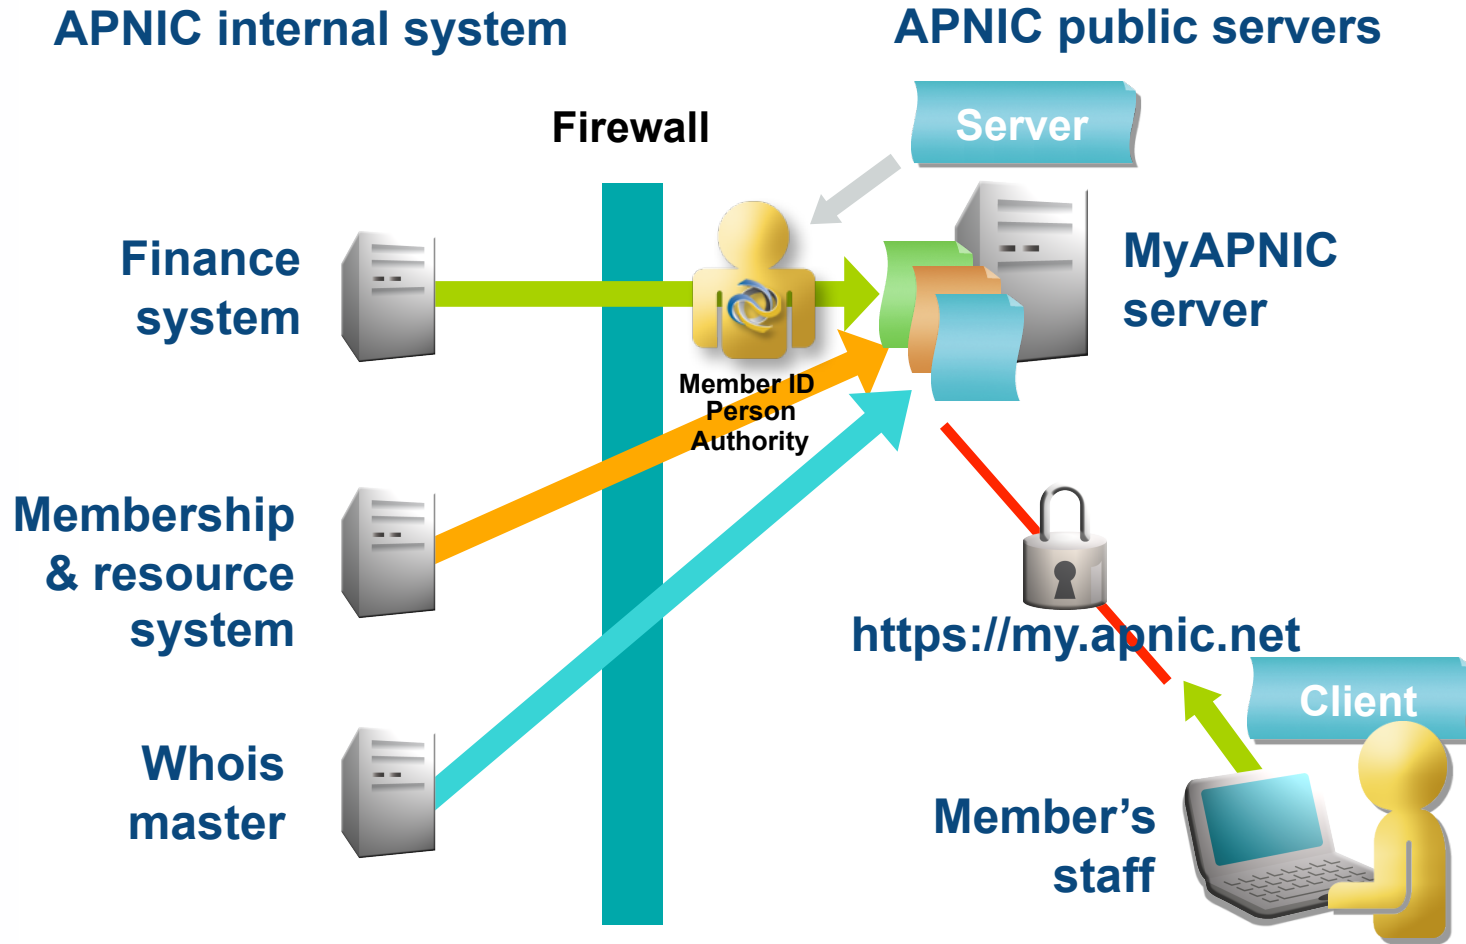 APNIC internal system
APNIC public servers
Server
Firewall
Finance
system
MyAPNIC
server
Member ID
Person
Authority
Membership
& resource
system
https://my.apnic.net
Client
Whois
master
Member’s
staff